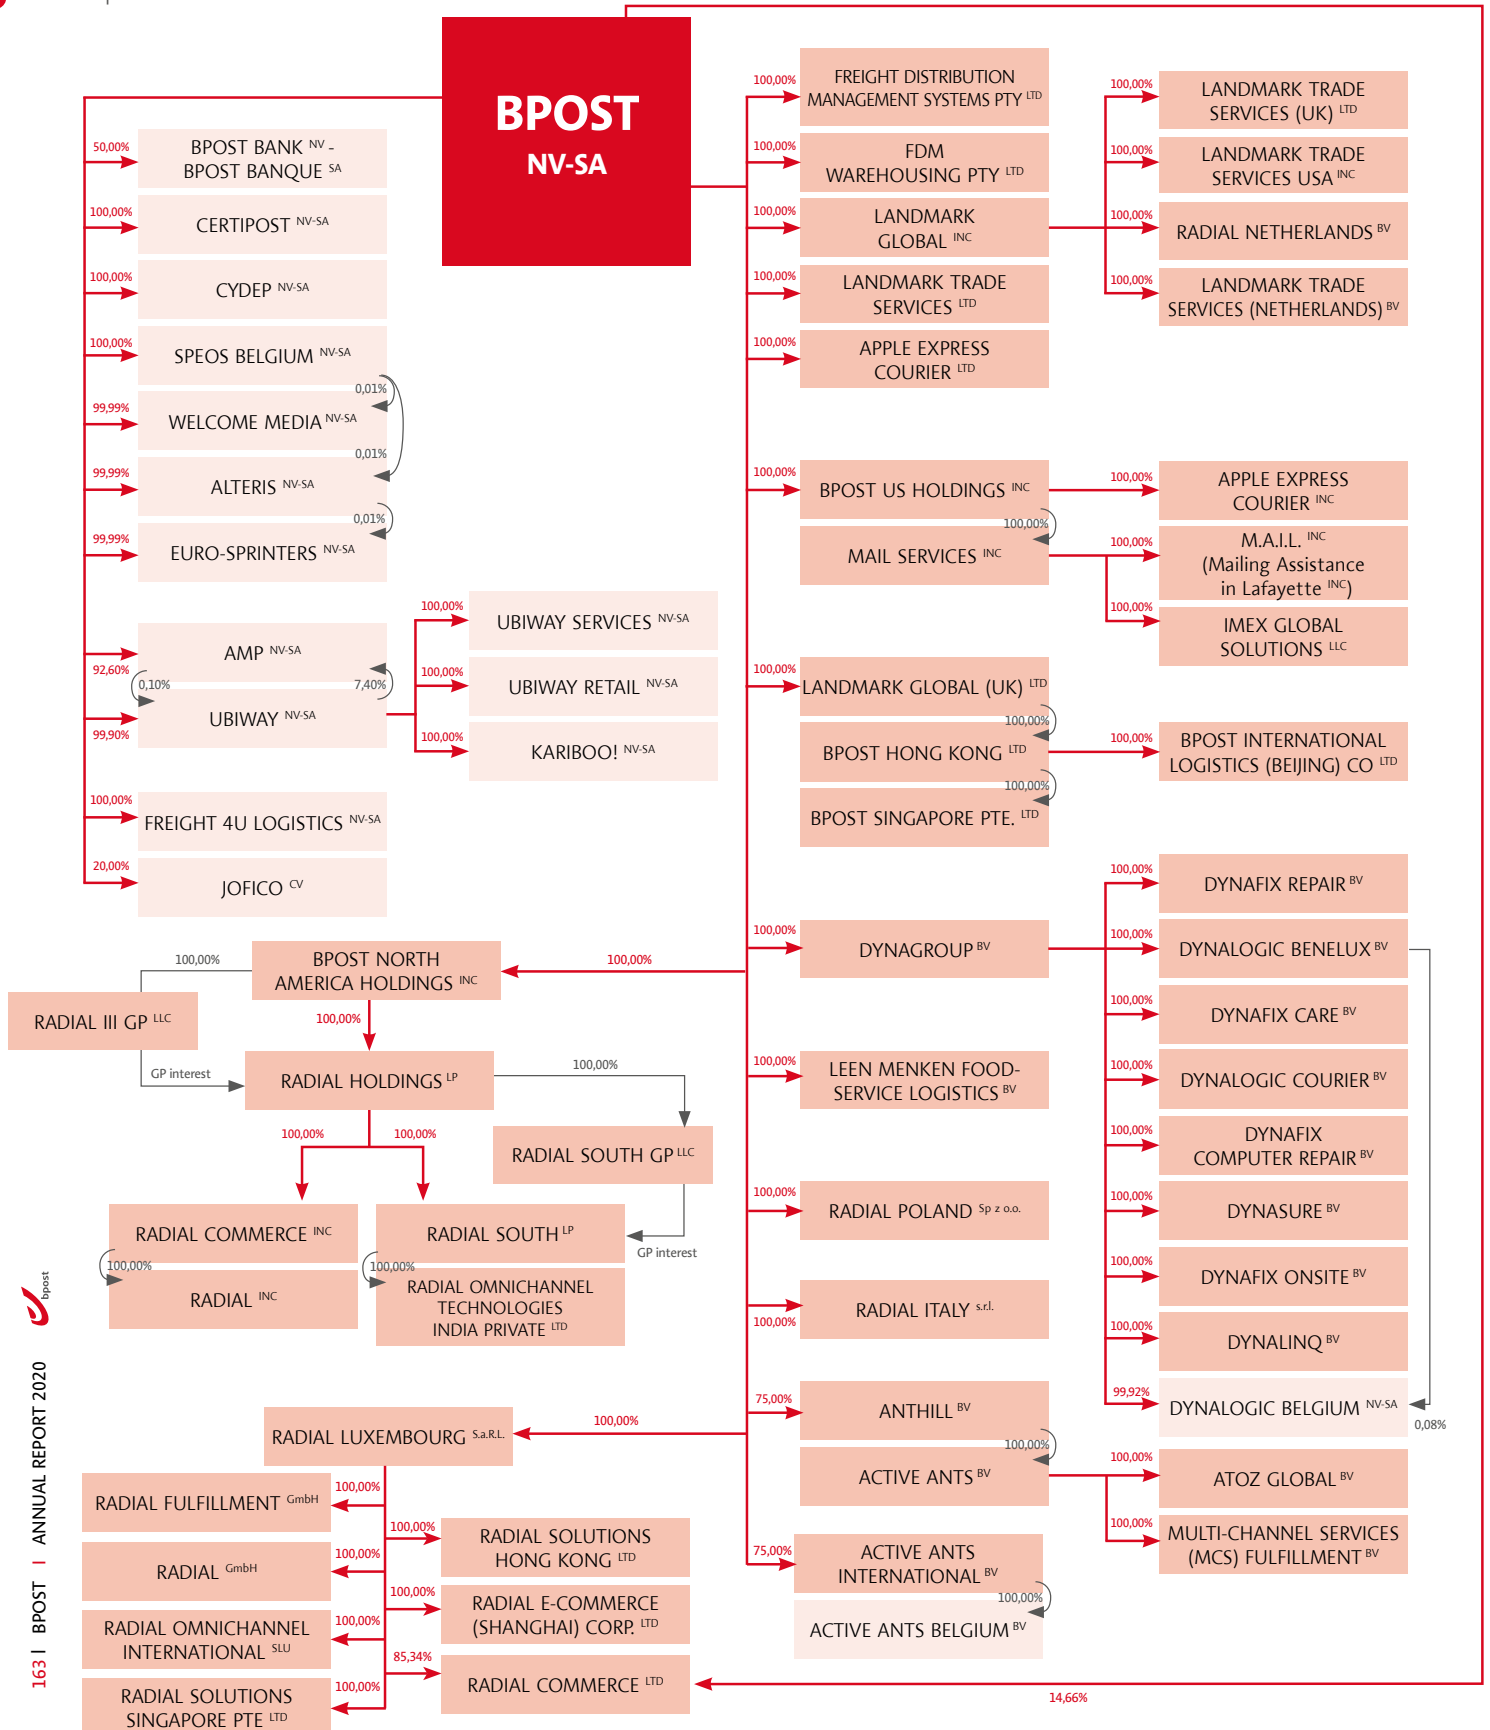 BPOST
NV-SA
50,00%
BPOST BANK NV -
BPOST BANQUE SA
100,00%
CERTIPOST NV-SA
100,00%
CYDEP NV-SA
100,00%
SPEOS BELGIUM NV-SA
0,01%
99,99%
WELCOME MEDIA NV-SA
0,01%
99,99%
ALTERIS NV-SA
0,01%
99,99%
EURO-SPRINTERS NV-SA
AMP NV-SA
92,60%
0,10%
7,40%
UBIWAY NV-SA
99,90%
100,00%
UBIWAY SERVICES NV-SA
100,00%
UBIWAY RETAIL NV-SA
100,00%
KARIBOO! NV-SA
100,00%
FREIGHT 4U LOGISTICS NV-SA
20,00%
JOFICO CV
100,00%
FREIGHT DISTRIBUTION
MANAGEMENT SYSTEMS PTY LTD
100,00%
FDM
WAREHOUSING PTY LTD
100,00%
LANDMARK
GLOBAL INC
100,00%
LANDMARK TRADE
SERVICES LTD
100,00%
APPLE EXPRESS
COURIER LTD
100,00%
LANDMARK TRADE
SERVICES (UK) LTD
100,00%
LANDMARK TRADE
SERVICES USA INC
100,00%
RADIAL NETHERLANDS BV
100,00%
LANDMARK TRADE
SERVICES (NETHERLANDS) BV
100,00%
BPOST US HOLDINGS INC
100,00%
MAIL SERVICES INC
100,00%
APPLE EXPRESS
COURIER INC
100,00%
M.A.I.L. INC
(Mailing Assistance
in Lafayette INC)
100,00%
IMEX GLOBAL
SOLUTIONS LLC
100,00%
LANDMARK GLOBAL (UK) LTD
100,00%
BPOST HONG KONG LTD
100,00%
BPOST SINGAPORE PTE. LTD
100,00%
BPOST INTERNATIONAL
LOGISTICS (BEIJING) CO LTD
100,00%
DYNAGROUP BV
100,00%
DYNAFIX REPAIR BV
100,00%
DYNALOGIC BENELUX BV
100,00%
DYNAFIX CARE BV
100,00%
DYNALOGIC COURIER BV
100,00%
DYNAFIX
COMPUTER REPAIR BV
100,00%
DYNASURE BV
100,00%
DYNAFIX ONSITE BV
100,00%
DYNALINQ BV
99,92%
DYNALOGIC BELGIUM NV-SA
0,08%
100,00%
LEEN MENKEN FOOD-
SERVICE LOGISTICS BV
100,00%
RADIAL POLAND Sp z o.o.
RADIAL ITALY s.r.l.
100,00%
75,00%
ANTHILL BV
100,00%
ACTIVE ANTS BV
100,00%
ATOZ GLOBAL BV
100,00%
MULTI-CHANNEL SERVICES
(MCS) FULFILLMENT BV
75,00%
ACTIVE ANTS
INTERNATIONAL BV
100,00%
ACTIVE ANTS BELGIUM BV
100,00%
BPOST NORTH
AMERICA HOLDINGS INC
100,00%
RADIAL III GP LLC
GP interest
100,00%
RADIAL HOLDINGS LP
100,00%
RADIAL SOUTH GP LLC
GP interest
100,00%
100,00%
RADIAL COMMERCE INC
100,00%
RADIAL INC
RADIAL SOUTH LP
100,00%
RADIAL OMNICHANNEL
TECHNOLOGIES
INDIA PRIVATE LTD
100,00%
RADIAL LUXEMBOURG S.a.R.L.
100,00%
RADIAL FULFILLMENT GmbH
100,00%
RADIAL SOLUTIONS
HONG KONG LTD
100,00%
RADIAL GmbH
100,00%
RADIAL E-COMMERCE
(SHANGHAI) CORP. LTD
100,00%
RADIAL OMNICHANNEL
INTERNATIONAL SLU
85,34%
RADIAL COMMERCE LTD
14,66%
100,00%
RADIAL SOLUTIONS
SINGAPORE PTE LTD
bpost
163 | BPOST | ANNUAL REPORT 2020